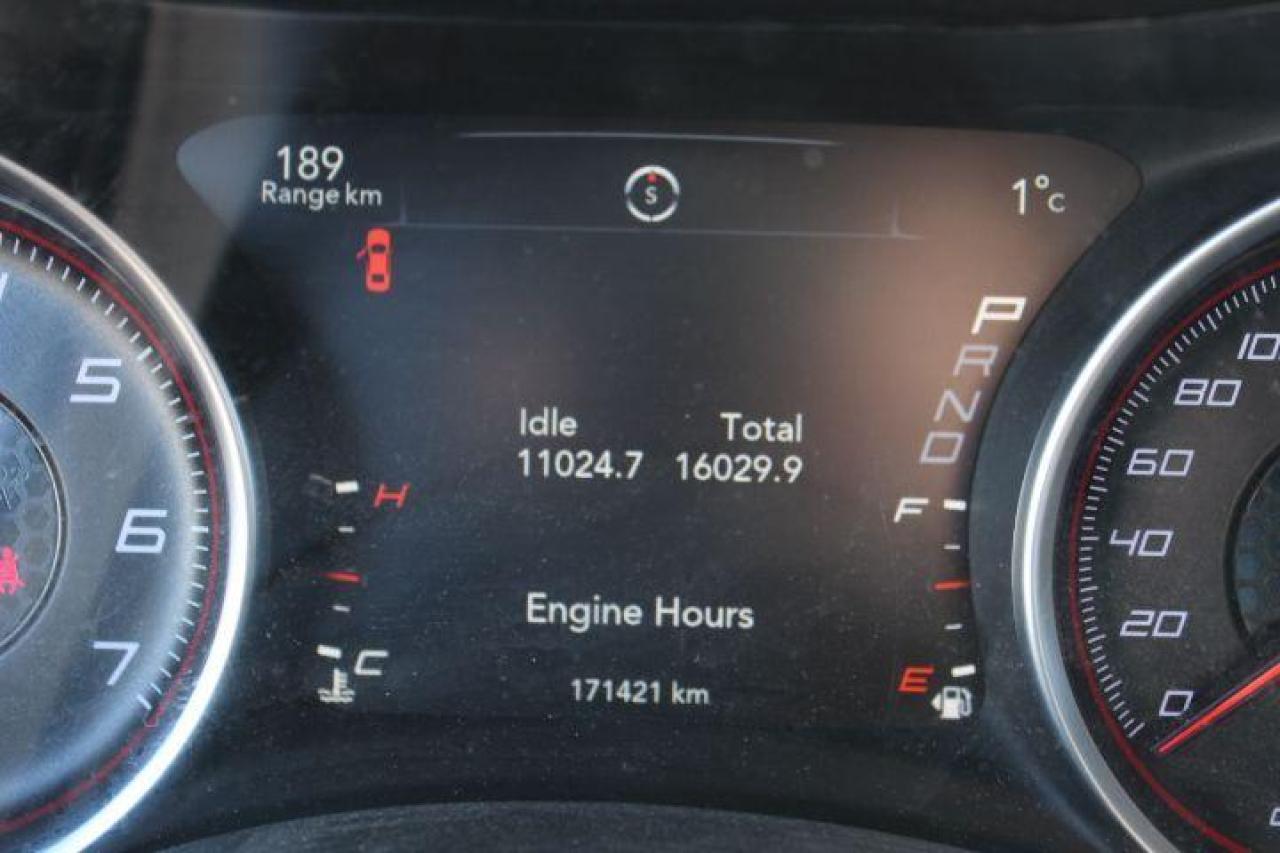 189
Range km
S
1°C
P
R
N
D
Idle Total
11024.7 16029.9
H
F
Engine Hours
C
E
171421 km
5
6
7
80
60
40
20
0